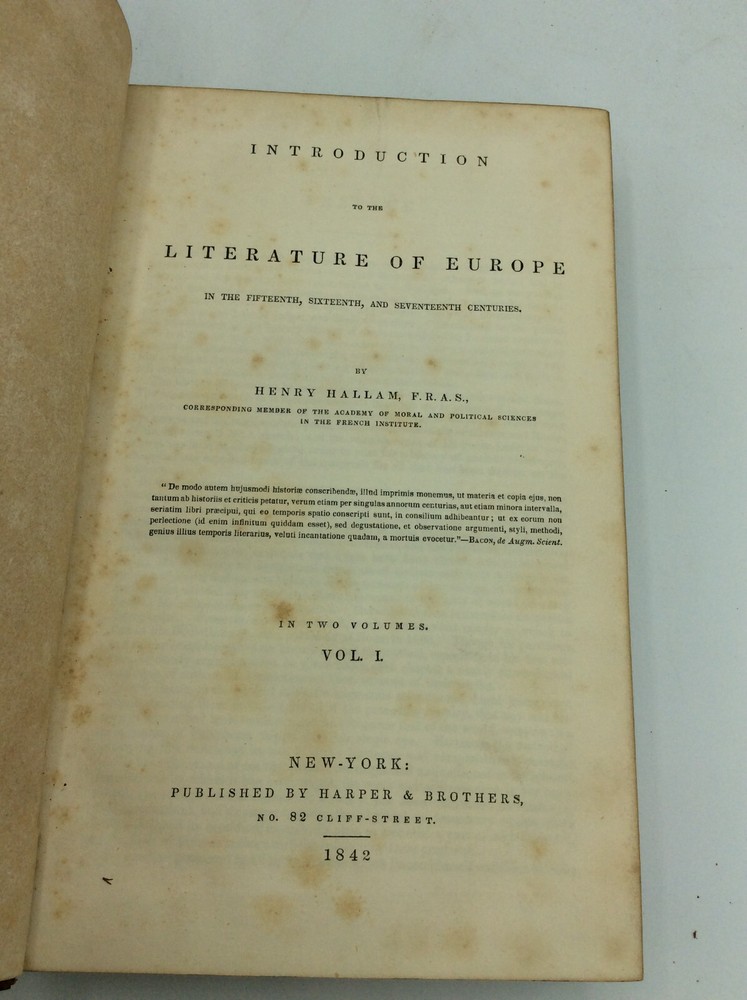 INTRODUCTION
TO THE
LITERATURE OF EUROPE
IN THE FIFTEENTH, SIXTEENTH, AND SEVENTEENTH CENTURIES.
BY
HENRY HALLAM, F.R.A.S.,
CORRESPONDING MEMBER OF THE ACADEMY OF MORAL AND POLITICAL SCIENCES
IN THE FRENCH INSTITUTE.
"De modo autem hujusmodi historiæ conscribendæ, illud imprimis monemus, ut materia et copia ejus, non
tantum ab historiis et criticis petatur, verum etiam per singulas annorum centurias, aut etiam minora intervalla,
seriatim libri præcipui, qui eo temporis spatio conscripti sunt, in consilium adhibeantur; ut ex eorum non
perlectione (id enim infinitum quiddam esset), sed degustatione, et observatione argumenti, styli, methodi,
genius illius temporis literarius, veluti incantatione quadam, a mortuis evocetur."—BACON, de Augm. Scient.
IN TWO VOLUMES.
VOL. I.
NEW-YORK:
PUBLISHED BY HARPER & BROTHERS,
NO. 82 CLIFF-STREET.
1842